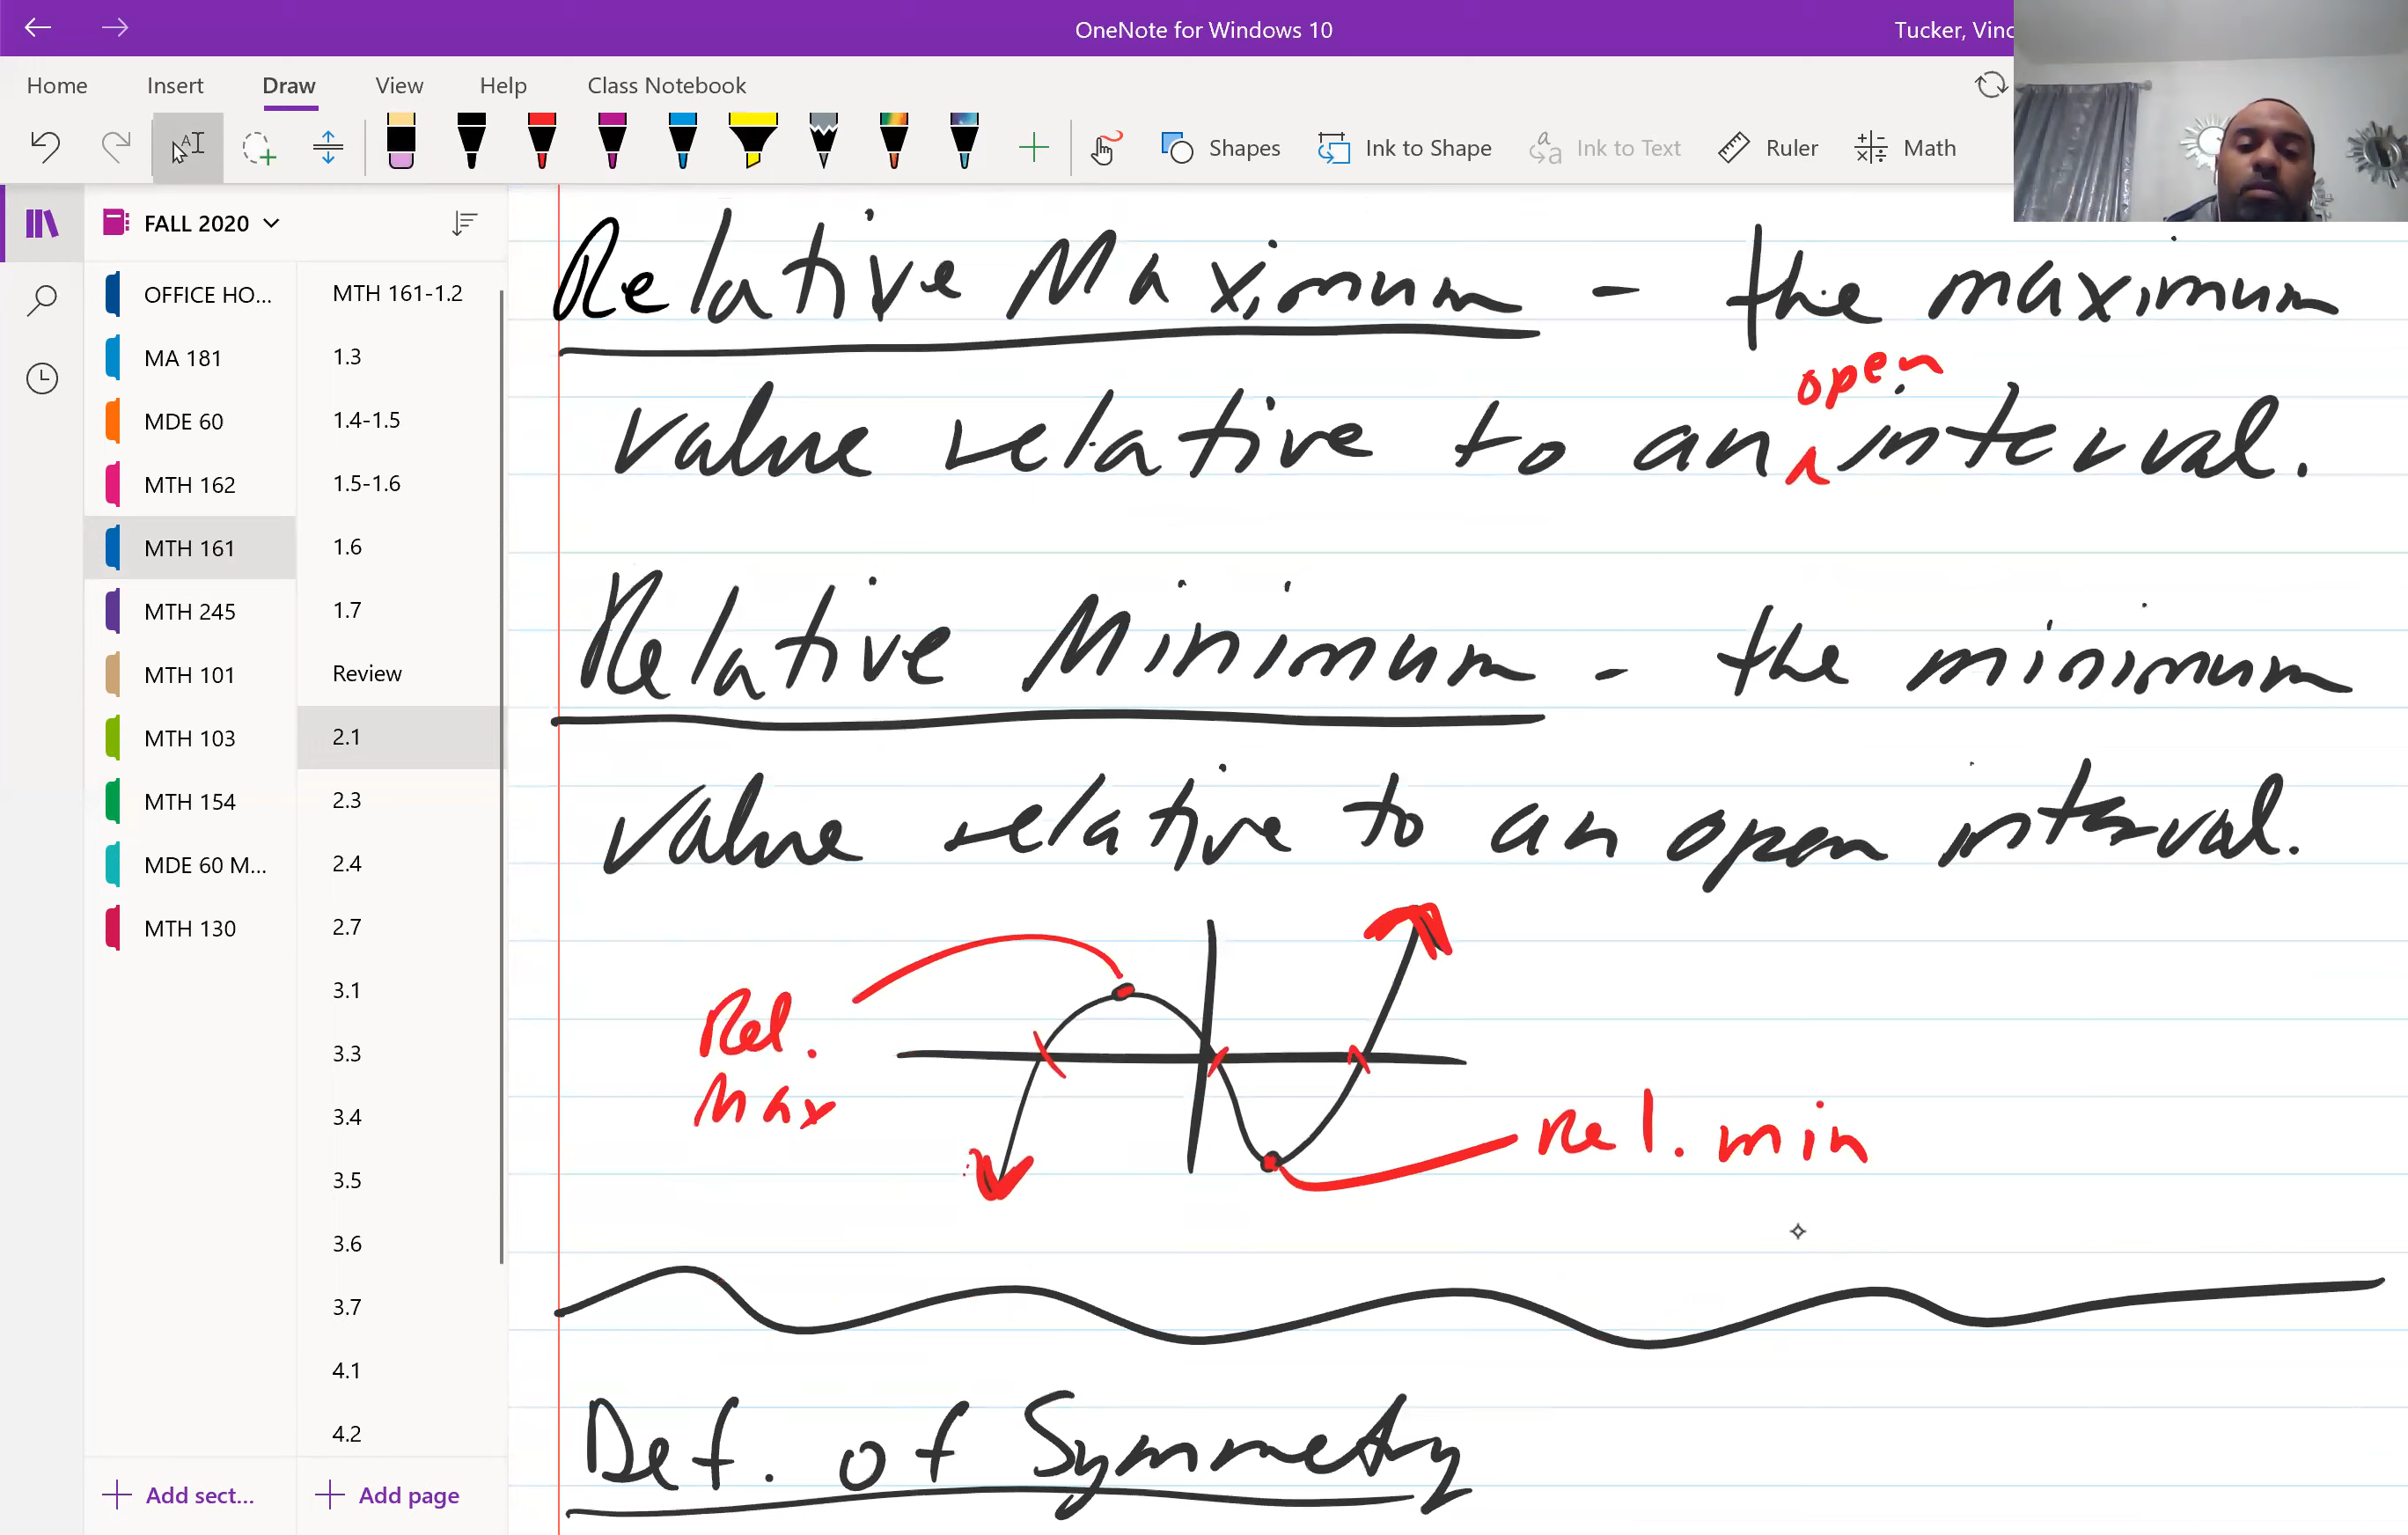 OneNote for Windows 10
Tucker, Vinc
Home Insert Draw View Help Class Notebook
Shapes Ink to Shape Ink to Text Ruler Math
FALL 2020
OFFICE HO...
MA 181
MDE 60
MTH 162
MTH 161
MTH 245
MTH 101
MTH 103
MTH 154
MDE 60 M...
MTH 130
Add sect...
MTH 161-1.2
1.3
1.4-1.5
1.5-1.6
1.6
1.7
Review
2.1
2.3
2.4
2.7
3.1
3.3
3.4
3.5
3.6
3.7
4.1
4.2
Add page
Relative Maximum - the maximum
open
value relative to an interval.
Relative Minimum - the minimum
value relative to an open interval.
Rel.
Max
Rel. min
Def. of Symmetry